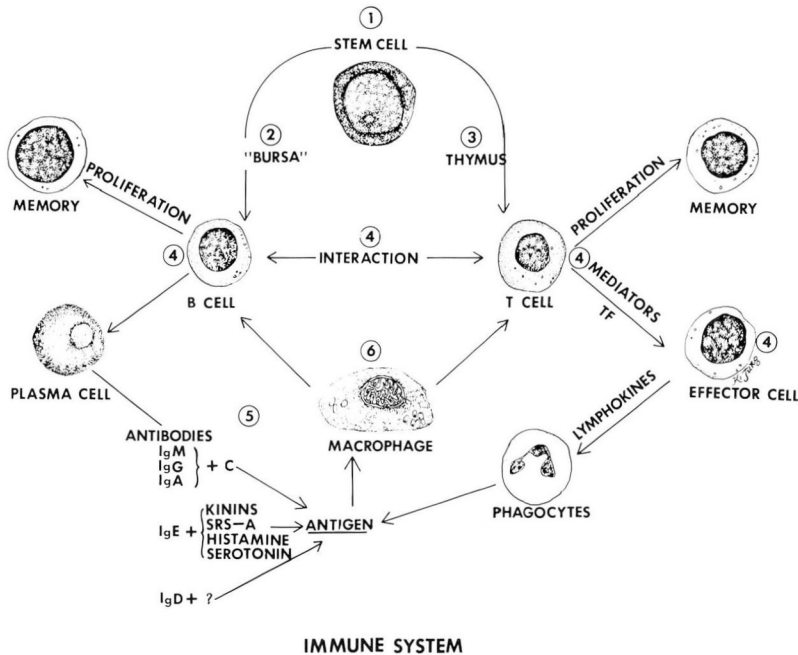 1
STEM CELL
2
"BURSA"
3
THYMUS
PROLIFERATION
MEMORY
PROLIFERATION
MEMORY
4
B CELL
4
INTERACTION
4
T CELL
MEDIATORS
TF
PLASMA CELL
6
MACROPHAGE
4
EFFECTOR CELL
LYMPHOKINES
PHAGOCYTES
5
ANTIBODIES
IgM
IgG
IgA
+ C
IgE +
KININS
SRS–A
HISTAMINE
SEROTONIN
ANTIGEN
IgD + ?
IMMUNE SYSTEM